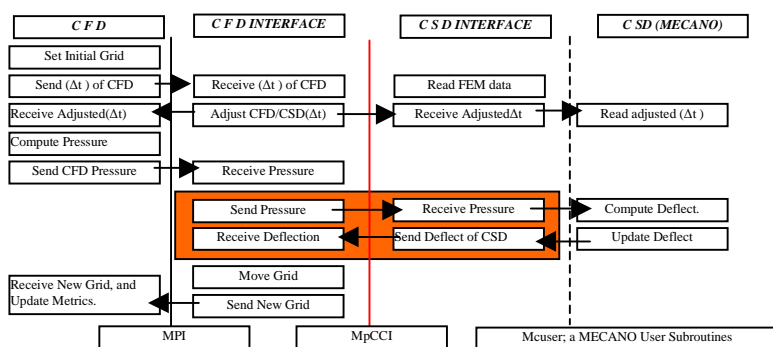 C F D
C F D INTERFACE
C S D INTERFACE
C SD (MECANO)
Set Initial Grid
Send (Δt ) of CFD
Receive (Δt ) of CFD
Read FEM data
Receive Adjusted(Δt)
Adjust CFD/CSD(Δt)
Receive AdjustedΔt
Read adjusted (Δt )
Compute Pressure
Send CFD Pressure
Receive Pressure
Send Pressure
Receive Pressure
Compute Deflect.
Receive Deflection
Send Deflect of CSD
Update Deflect
Receive New Grid, and
Update Metrics.
Move Grid
Send New Grid
MPI
MpCCI
Mcuser; a MECANO User Subroutines